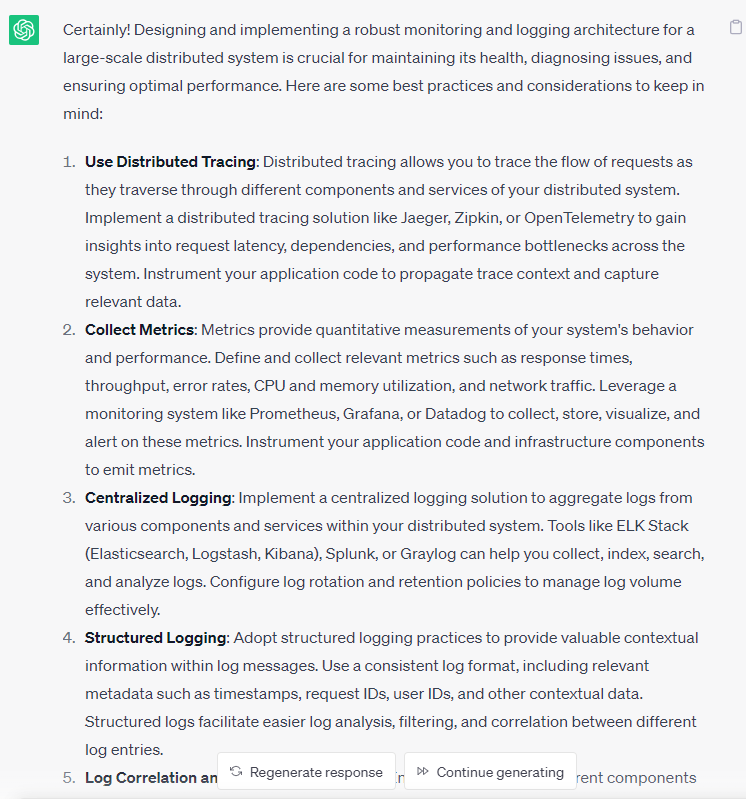 Certainly! Designing and implementing a robust monitoring and logging architecture for a
large-scale distributed system is crucial for maintaining its health, diagnosing issues, and
ensuring optimal performance. Here are some best practices and considerations to keep in
mind:
1. Use Distributed Tracing: Distributed tracing allows you to trace the flow of requests as
they traverse through different components and services of your distributed system.
Implement a distributed tracing solution like Jaeger, Zipkin, or OpenTelemetry to gain
insights into request latency, dependencies, and performance bottlenecks across the
system. Instrument your application code to propagate trace context and capture
relevant data.
2. Collect Metrics: Metrics provide quantitative measurements of your system's behavior
and performance. Define and collect relevant metrics such as response times,
throughput, error rates, CPU and memory utilization, and network traffic. Leverage a
monitoring system like Prometheus, Grafana, or Datadog to collect, store, visualize, and
alert on these metrics. Instrument your application code and infrastructure components
to emit metrics.
3. Centralized Logging: Implement a centralized logging solution to aggregate logs from
various components and services within your distributed system. Tools like ELK Stack
(Elasticsearch, Logstash, Kibana), Splunk, or Graylog can help you collect, index, search,
and analyze logs. Configure log rotation and retention policies to manage log volume
effectively.
4. Structured Logging: Adopt structured logging practices to provide valuable contextual
information within log messages. Use a consistent log format, including relevant
metadata such as timestamps, request IDs, user IDs, and other contextual data.
Structured logs facilitate easier log analysis, filtering, and correlation between different
log entries.
5. Log Correlation an
Regenerate response
Continue generating
rent components